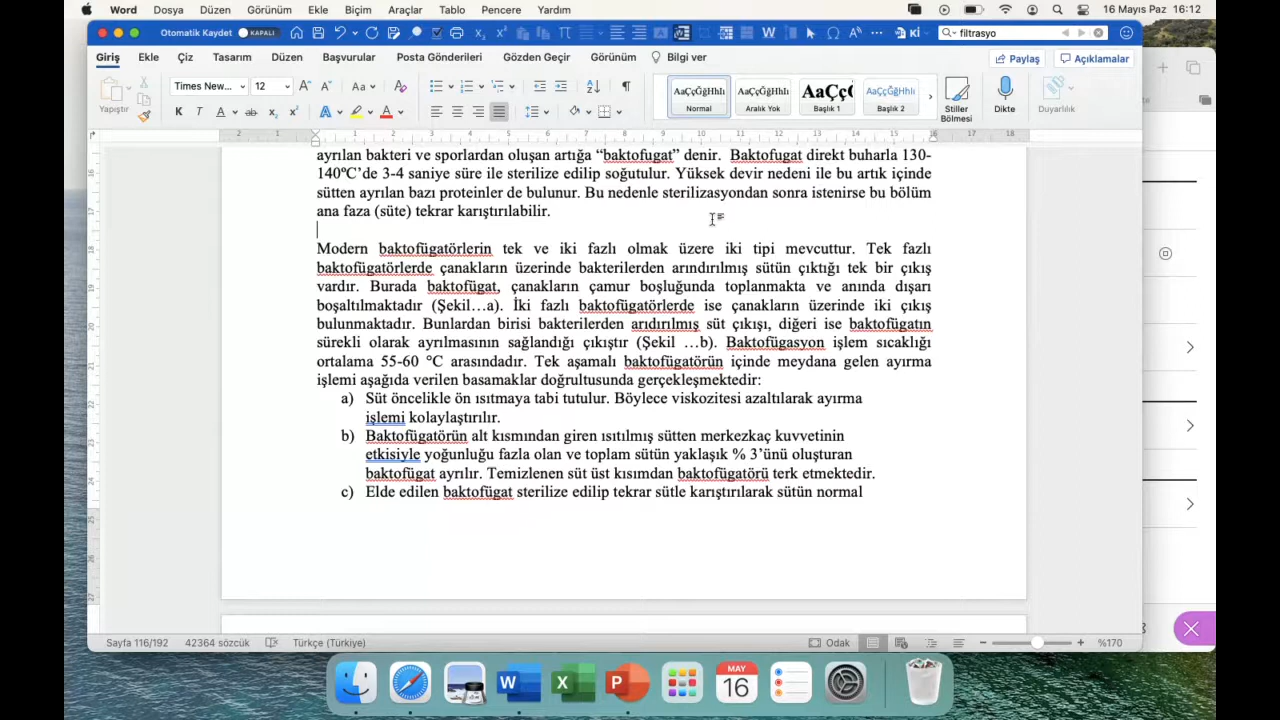 Word Dosya Düzen Görünüm Ekle Biçim Araçlar Tablo Pencere Yardım
16 Mayıs Paz 16:12
Otomatik Kaydet KAPALI
Ki
filtrasyo
Giriş Ekle Çiz Tasarım Düzen Başvurular Posta Gönderileri Gözden Geçir Görünüm Bilgi ver
Paylaş Açıklamalar
Yapıştır
Times New... 12
AaÇçĞğHhIı AaÇçĞğHhIı AaÇçĞ AaÇçĞğHhIı
Normal Aralık Yok Başlık 1 Başlık 2
Stiller Bölmesi
Dikte
Duyarlılık
ayrılan bakteri ve sporlardan oluşan artığa “baktofugat” denir. Baktofugat direkt buharla 130-
140ºC’de 3-4 saniye süre ile sterilize edilip soğutulur. Yüksek devir nedeni ile bu artık içinde
sütten ayrılan bazı proteinler de bulunur. Bu nedenle sterilizasyondan sonra istenirse bu bölüm
ana faza (süte) tekrar karıştırılabilir.
Modern baktofügatörlerin tek ve iki fazlı olmak üzere iki tipi mevcuttur. Tek fazlı
baktofügatörlerde çanakların üzerinde bakterilerden arındırılmış sütün çıktığı tek bir çıkış
vardır. Burada baktofügat, çanakların çamur boşluğunda toplanmakta ve anında dışarı
bırakılmaktadır (Şekil …a). İki fazlı baktofügatörlerde ise çanakların üzerinde iki çıkış
bulunmaktadır. Bunlardan birisi bakterilerden arıdırılmış süt çıkışı, diğeri ise baktofügatın
sürekli olarak ayrılmasının sağlandığı çıkıştır (Şekil …b). Baktofügasyon işlem sıcaklığı
ortalama 55-60 °C arasındadır. Tek aşamalı baktofügatörün içinde meydana gelen ayırma
işlemi aşağıda verilen basamaklar doğrultusunda gerçekleşmektedir.
Süt öncelikle ön ısıtmaya tabi tutulur. Böylece viskozitesi azaltılarak ayırma
işlemi kolaylaştırılır.
b) Baktofügatörün alt kısmından giren ısıtılmış sütten merkezkaç kuvvetinin
etkisiyle yoğunluğu fazla olan ve toplam sütün yaklaşık % 3’ünü oluşturan
baktofügat ayrılır. Temizlenen süt üst kısımdan baktofügatörü terk etmektedir.
c) Elde edilen baktofügat sterilize edilip tekrar sütle karıştırılarak sütün normal
Sayfa 116/192 42364 sözcük Türkçe (Türkiye) Odak %170
MAY
16